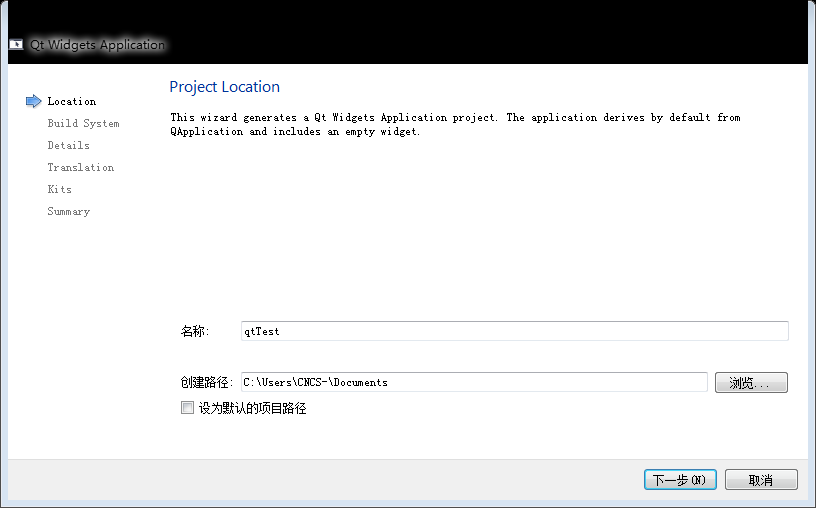 Qt Widgets Application
Location
Build System
Details
Translation
Kits
Summary
Project Location
This wizard generates a Qt Widgets Application project. The application derives by default from
QApplication and includes an empty widget.
名称: qtTest
创建路径: C:\Users\CNCS-\Documents 浏览...
设为默认的项目路径
下一步(N) 取消